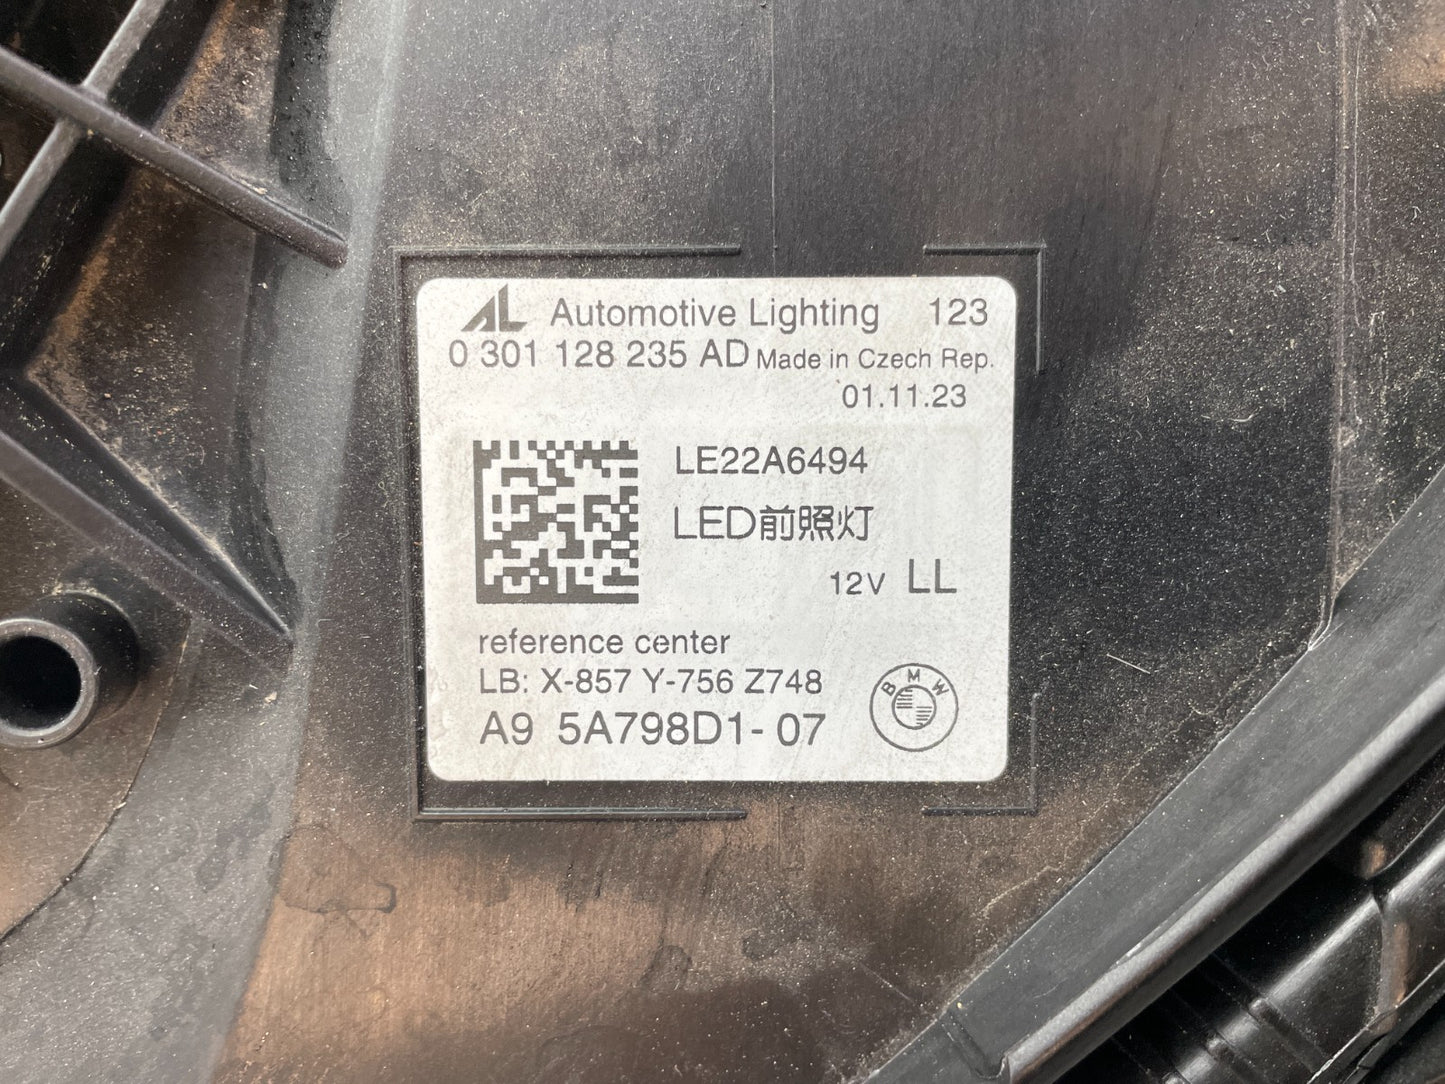 AL Automotive Lighting 123
0 301 128 235 AD Made in Czech Rep.
01.11.23
LE22A6494
LED前照灯
12V LL
reference center
LB: X-857 Y-756 Z748
A9 5A798D1-07
BMW